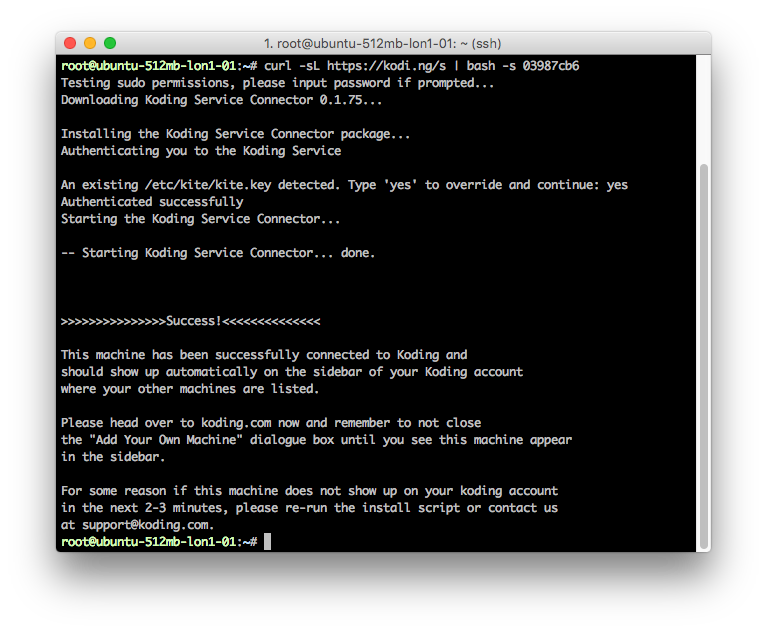 1. root@ubuntu-512mb-lon1-01: ~ (ssh)
root@ubuntu-512mb-lon1-01:~# curl -sL https://kodi.ng/s | bash -s 03987cb6
Testing sudo permissions, please input password if prompted...
Downloading Koding Service Connector 0.1.75...
Installing the Koding Service Connector package...
Authenticating you to the Koding Service
An existing /etc/kite/kite.key detected. Type 'yes' to override and continue: yes
Authenticated successfully
Starting the Koding Service Connector...
-- Starting Koding Service Connector... done.
>>>>>>>>>>>>>>>Success!<<<<<<<<<<<<<<
This machine has been successfully connected to Koding and
should show up automatically on the sidebar of your Koding account
where your other machines are listed.
Please head over to koding.com now and remember to not close
the "Add Your Own Machine" dialogue box until you see this machine appear
in the sidebar.
For some reason if this machine does not show up on your koding account
in the next 2-3 minutes, please re-run the install script or contact us
at support@koding.com.
root@ubuntu-512mb-lon1-01:~#